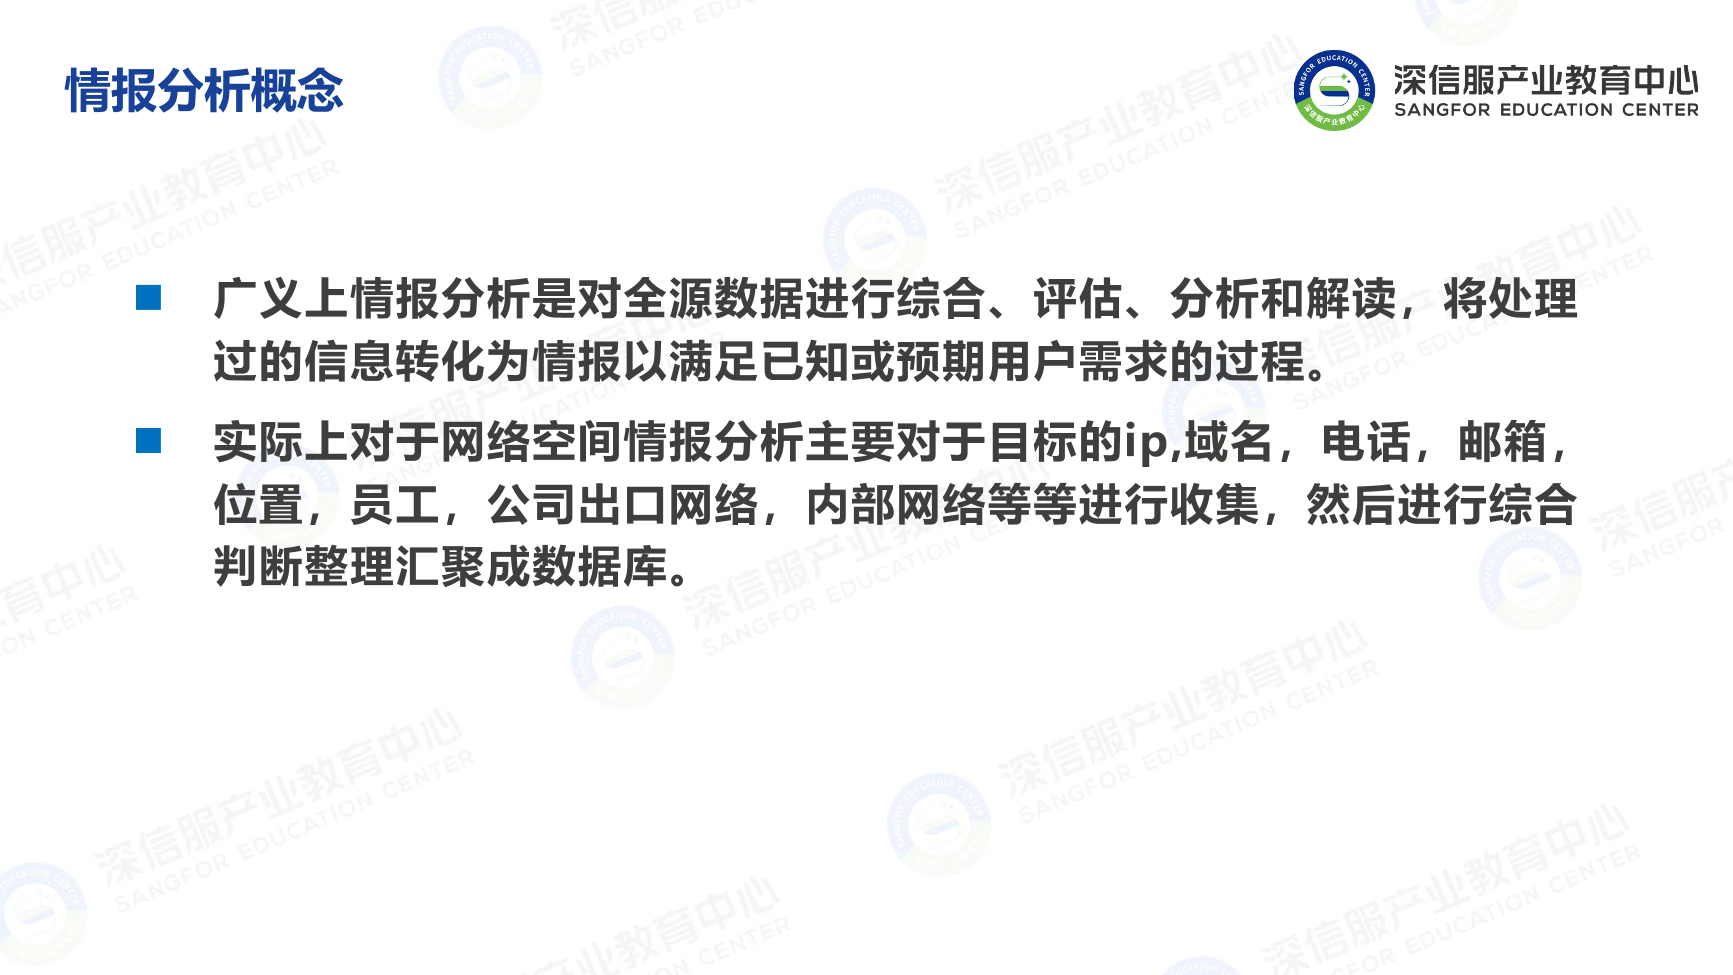 情报分析概念
深信服产业教育中心
SANGFOR EDUCATION CENTER
广义上情报分析是对全源数据进行综合、评估、分析和解读，将处理
过的信息转化为情报以满足已知或预期用户需求的过程。
实际上对于网络空间情报分析主要对于目标的ip,域名，电话，邮箱，
位置，员工，公司出口网络，内部网络等等进行收集，然后进行综合
判断整理汇聚成数据库。